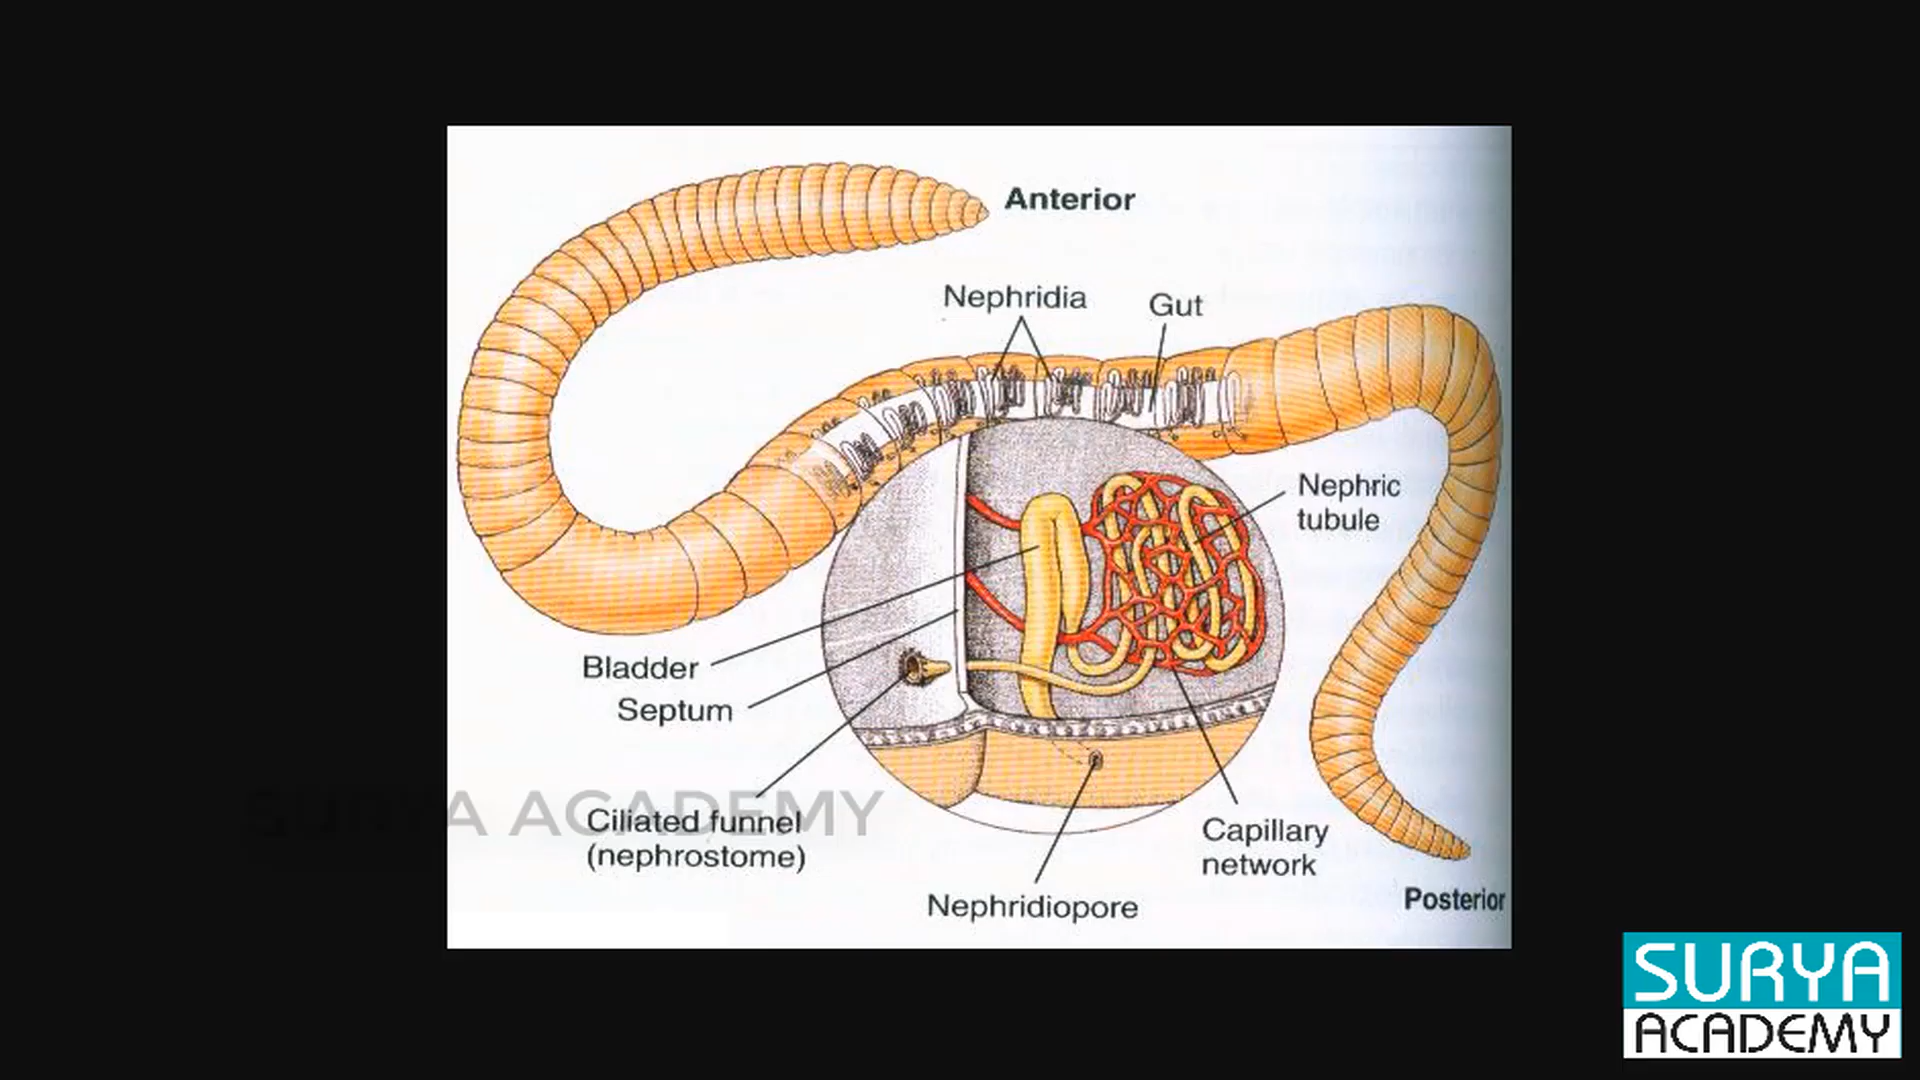 Anterior
Nephridia
Gut
Nephric
tubule
Bladder
Septum
SURYA ACADEMY
Ciliated funnel
(nephrostome)
Capillary
network
Nephridiopore
Posterior
SURYA
ACADEMY